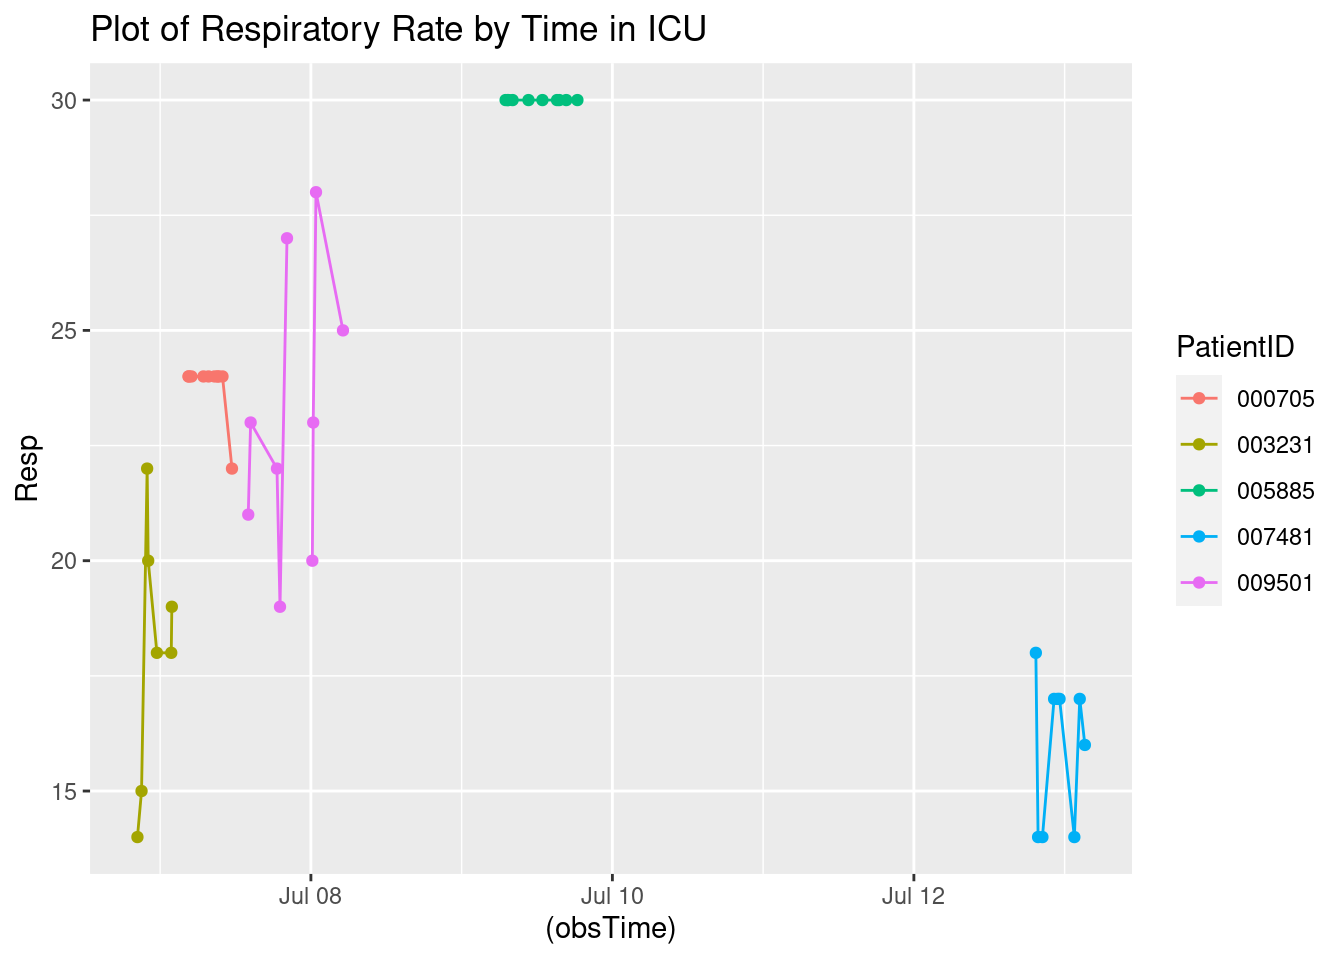 Plot of Respiratory Rate by Time in ICU
30
25
20
15
Resp
Jul 08
Jul 10
Jul 12
(obsTime)
PatientID
000705
003231
005885
007481
009501